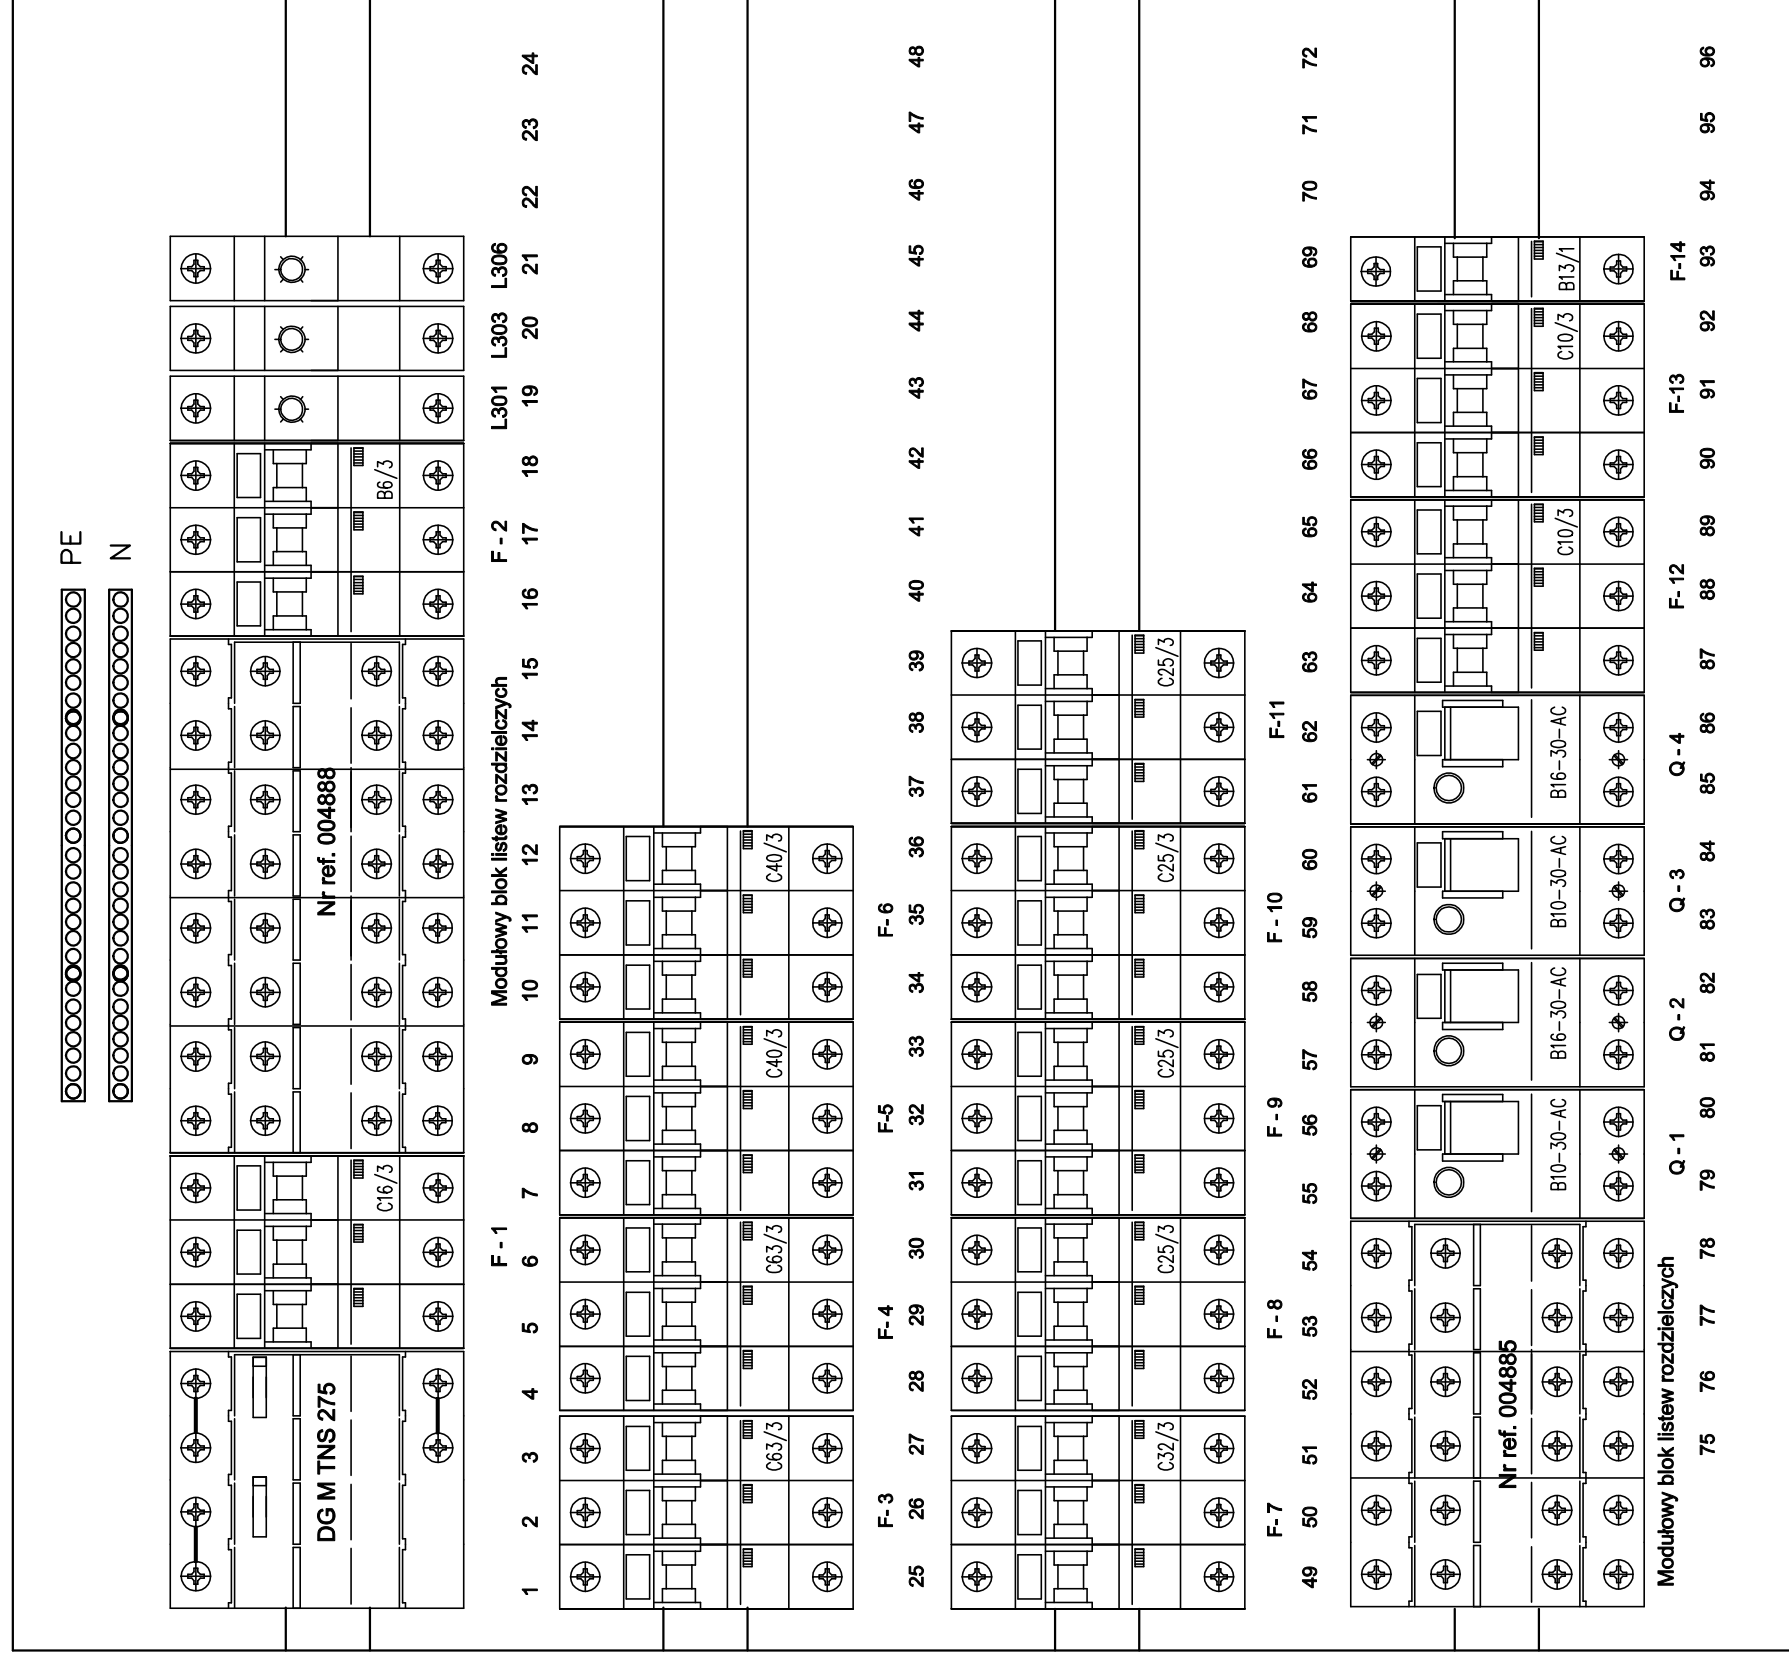 PE
N
DG M TNS 275
C16/3
Nr ref. 004888
B6/3
F - 1
Modułowy blok listew rozdzielczych
F - 2
L301
L303
L306
1 2 3 4 5 6 7 8 9 10 11 12 13 14 15 16 17 18 19 20 21 22 23 24
C63/3
C63/3
C40/3
C40/3
F- 3
F- 4
F-5
F- 6
25 26 27 28 29 30 31 32 33 34 35 36 37 38 39 40 41 42 43 44 45 46 47 48
C32/3
C25/3
C25/3
C25/3
C25/3
F- 7
F - 8
F - 9
F - 10
F-11
49 50 51 52 53 54 55 56 57 58 59 60 61 62 63 64 65 66 67 68 69 70 71 72
Nr ref. 004885
B10-30-AC
B16-30-AC
B10-30-AC
B16-30-AC
C10/3
C10/3
B13/1
Modułowy blok listew rozdzielczych
Q - 1
Q - 2
Q - 3
Q - 4
F- 12
F-13
F-14
75 76 77 78 79 80 81 82 83 84 85 86 87 88 89 90 91 92 93 94 95 96